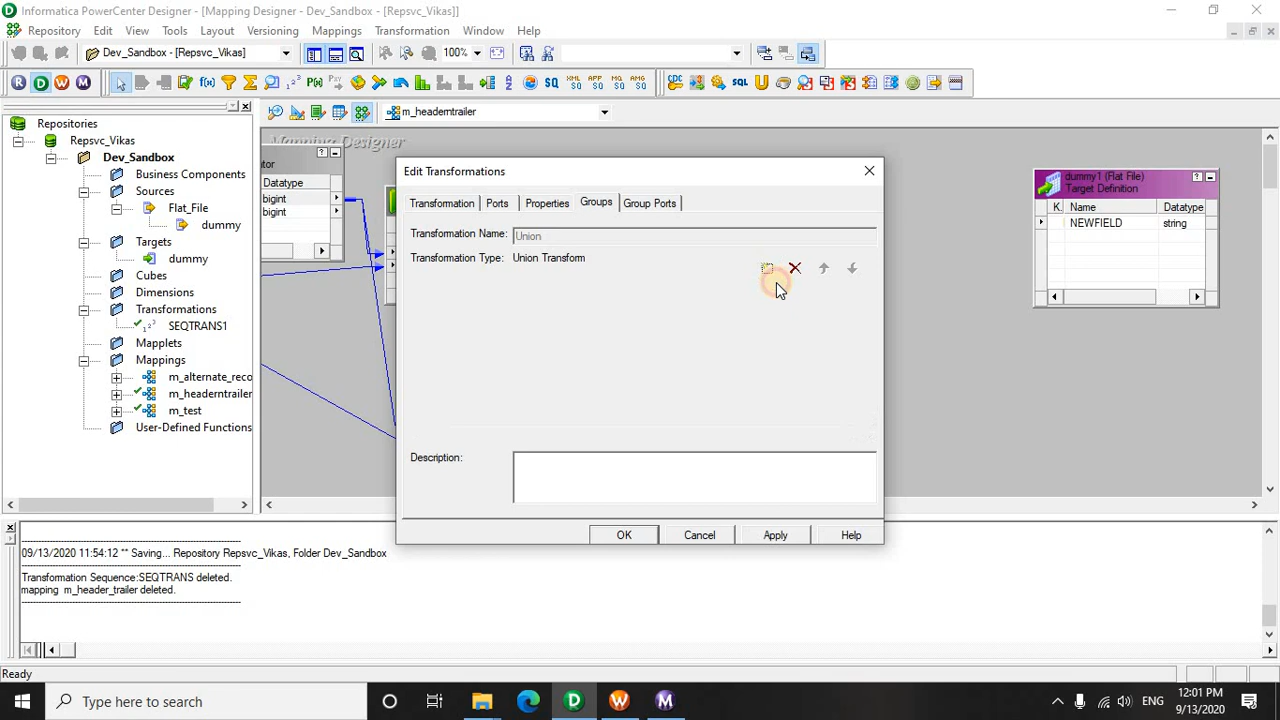 Informatica PowerCenter Designer - [Mapping Designer - Dev_Sandbox - [Repsvc_Vikas]]
Repository Edit View Tools Layout Versioning Mappings Transformation Window Help
Dev_Sandbox - [Repsvc_Vikas] 100%
m_headerntrailer
Repositories
Repsvc_Vikas
Dev_Sandbox
Business Components
Sources
Flat_File
dummy
Targets
dummy
Cubes
Dimensions
Transformations
SEQTRANS1
Mapplets
Mappings
m_alternate_reco
m_headerntrailer
m_test
User-Defined Functions
Mapping Designer
Datatype
bigint
bigint
Edit Transformations
Transformation Ports Properties Groups Group Ports
Transformation Name: Union
Transformation Type: Union Transform
Description:
OK Cancel Apply Help
dummy1 (Flat File)
Target Definition
K. Name Datatype
NEWFIELD string
09/13/2020 11:54:12 ** Saving... Repository Repsvc_Vikas, Folder Dev_Sandbox
Transformation Sequence:SEQTRANS deleted.
mapping m_header_trailer deleted.
Ready
Type here to search
ENG
12:01 PM
9/13/2020